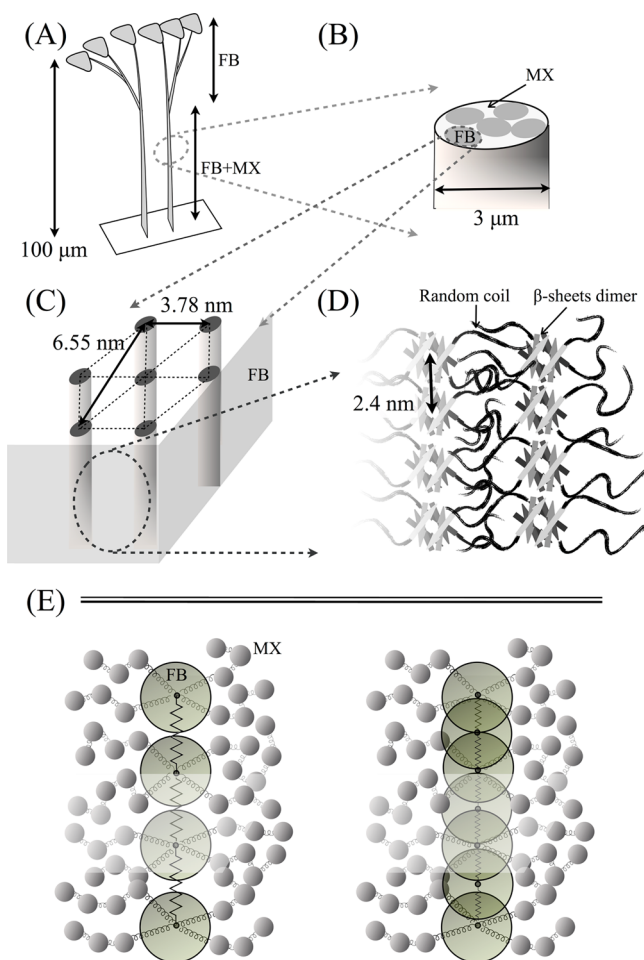 (A)
FB
FB+MX
100 μm
(B)
MX
FB
3 μm
(C)
3.78 nm
6.55 nm
FB
(D)
Random coil
β-sheets dimer
2.4 nm
(E)
MX
FB